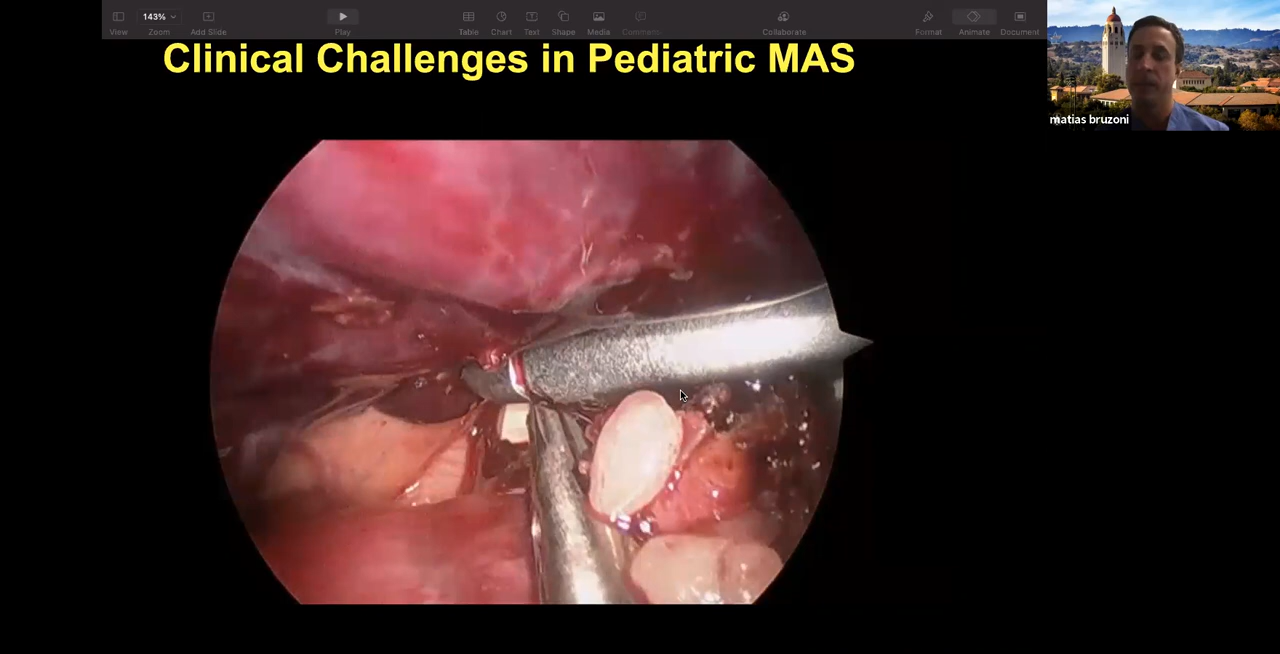 143%
View Zoom Add Slide Play Table Chart Text Shape Media Comment Collaborate Format Animate Document
Clinical Challenges in Pediatric MAS
matias bruzoni